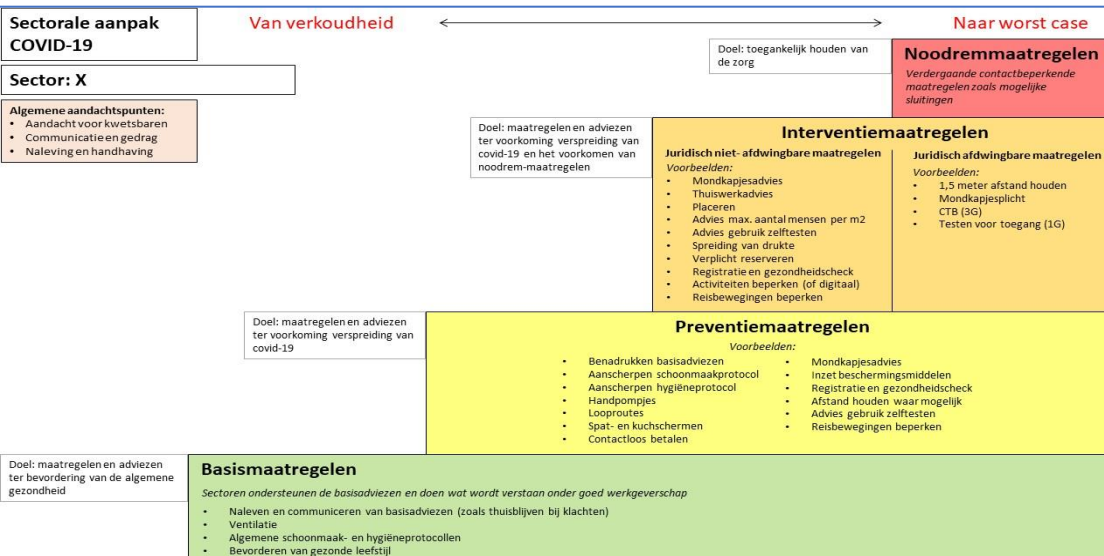 Sectorale aanpak
COVID-19
Van verkoudheid
Naar worst case
Sector: X
Algemene aandachtspunten:
• Aandacht voor kwetsbaren
• Communicatie en gedrag
• Naleving en handhaving
Doel: toegankelijk houden van
de zorg
Noodremmaatregelen
Verdergaande contactbeperkende
maatregelen zoals mogelijke
sluitingen
Doel: maatregelen en adviezen
ter voorkoming verspreiding van
covid-19 en het voorkomen van
noodrem-maatregelen
Interventiemaatregelen
Juridisch niet- afdwingbare maatregelen
Voorbeelden:
• Mondkapjesadvies
• Thuiswerkadvies
• Placeren
• Advies max. aantal mensen per m2
• Advies gebruik zelftesten
• Spreiding van drukte
• Verplicht reserveren
• Registratie en gezondheidscheck
• Activiteiten beperken (of digitaal)
• Reisbewegingen beperken
Juridisch afdwingbare maatregelen
Voorbeelden:
• 1,5 meter afstand houden
• Mondkapjesplicht
• CTB (3G)
• Testen voor toegang (1G)
Doel: maatregelen en adviezen
ter voorkoming verspreiding van
covid-19
Preventiemaatregelen
Voorbeelden:
• Benadrukken basisadviezen
• Aanscherpen schoonmaakprotocol
• Aanscherpen hygiëneprotocol
• Handpompjes
• Looproutes
• Spat- en kuchschermen
• Contactloos betalen
• Mondkapjesadvies
• Inzet beschermingsmiddelen
• Registratie en gezondheidscheck
• Afstand houden waar mogelijk
• Advies gebruik zelftesten
• Reisbewegingen beperken
Doel: maatregelen en adviezen
ter bevordering van de algemene
gezondheid
Basismaatregelen
Sectoren ondersteunen de basisadviezen en doen wat wordt verstaan onder goed werkgeverschap
• Naleven en communiceren van basisadviezen (zoals thuisblijven bij klachten)
• Ventilatie
• Algemene schoonmaak- en hygiëneprotocollen
• Bevorderen van gezonde leefstijl